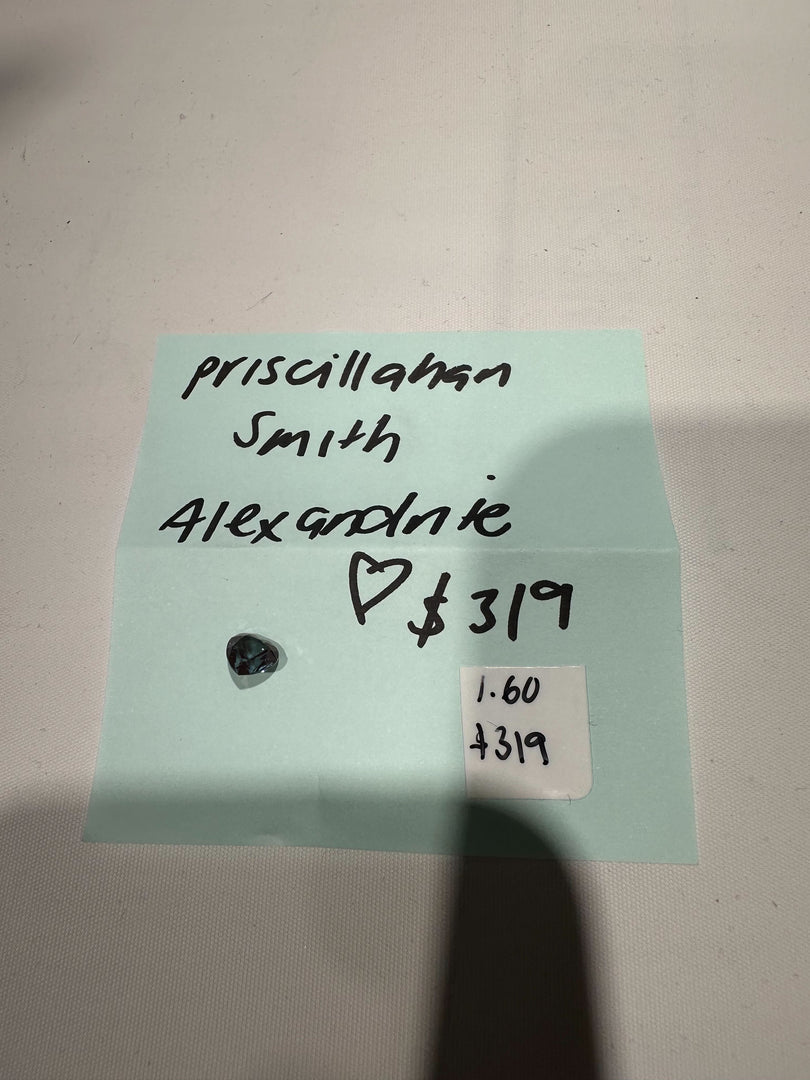 priscillahan
Smith
Alexandrite
♡ $319
1.60
$319